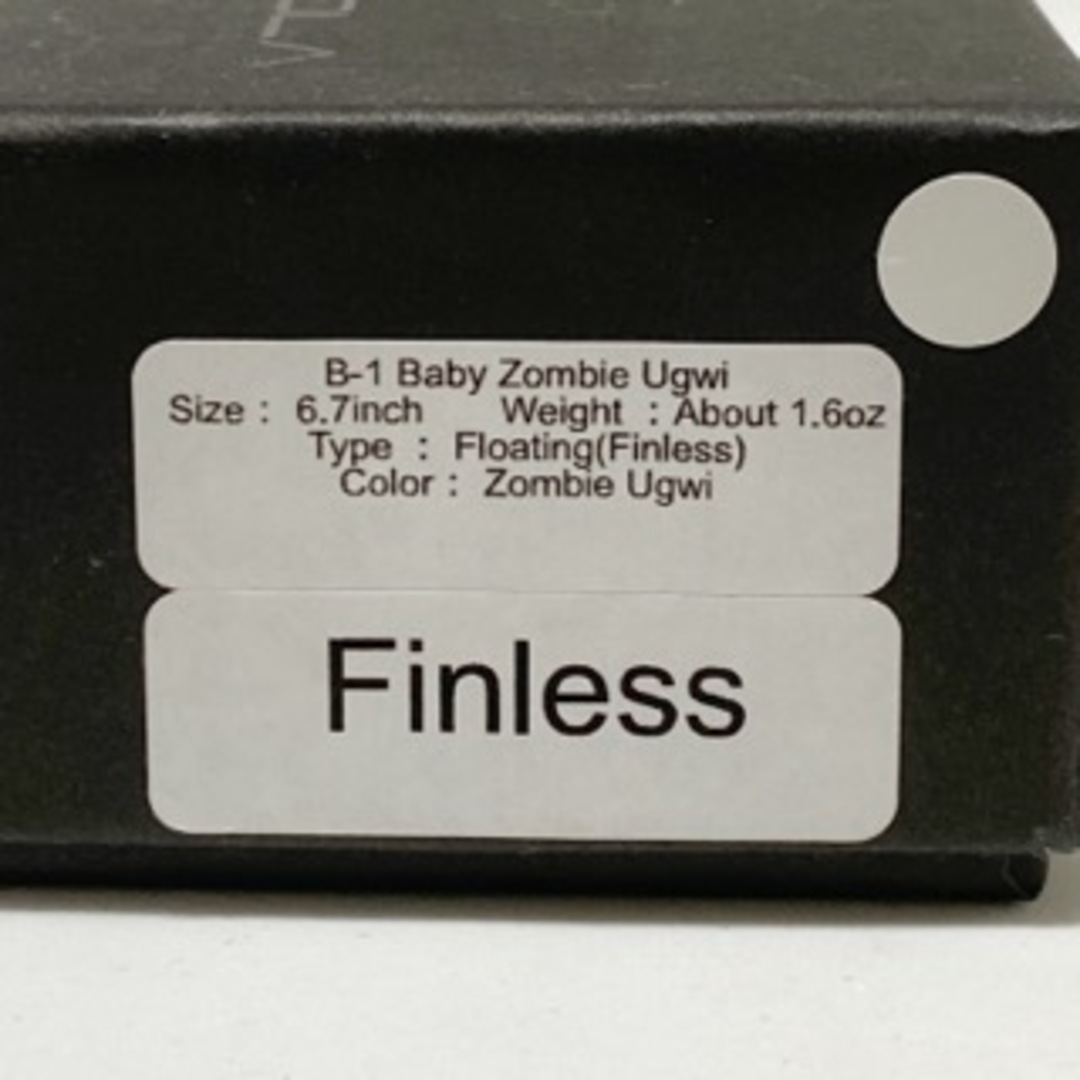 B-1 Baby Zombie Ugwi
Size : 6.7inch Weight : About 1.6oz
Type : Floating(Finless)
Color : Zombie Ugwi
Finless